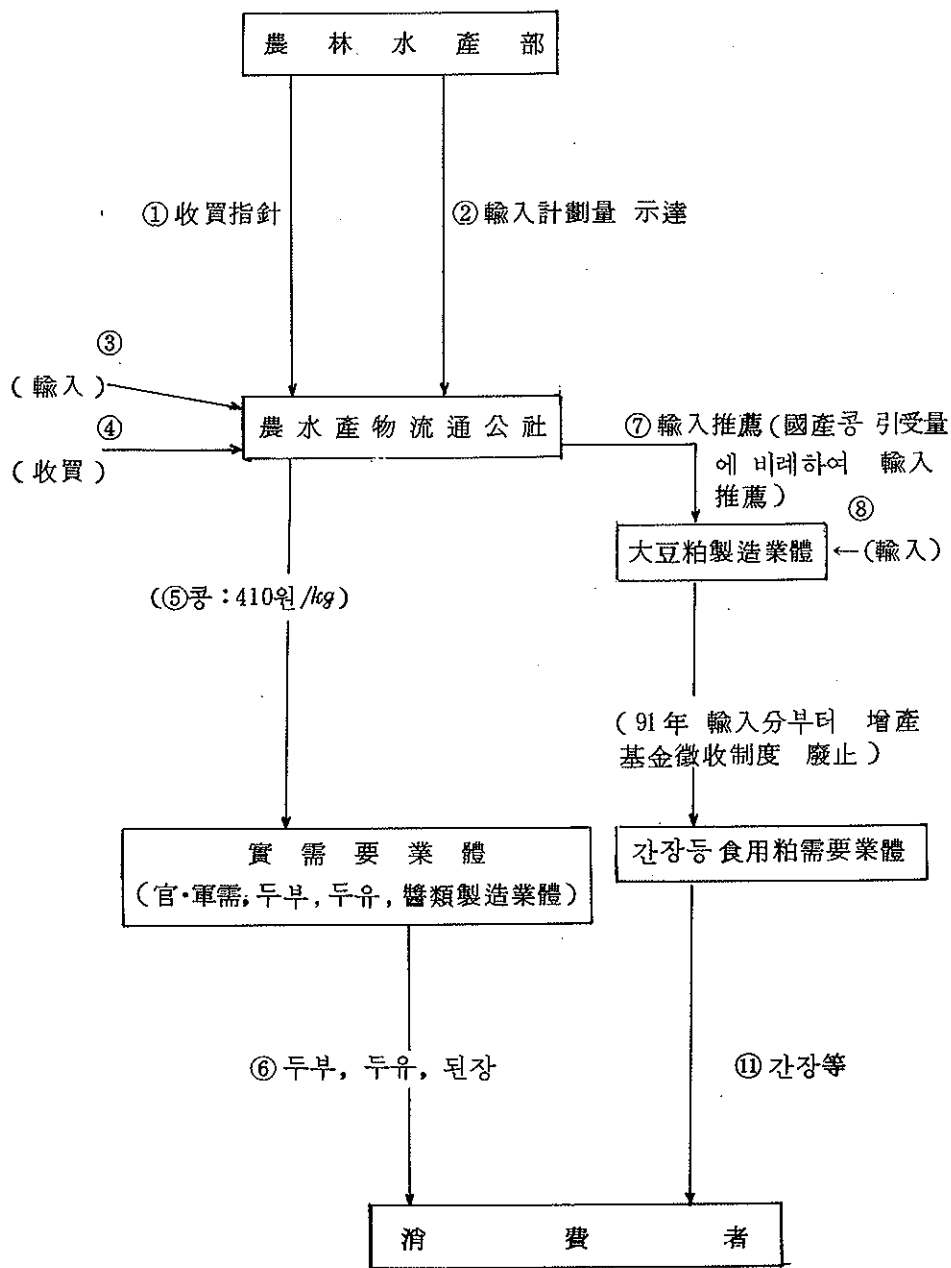 農林水產部
① 收買指針
② 輸入計劃量 示達
③
(輸入)
農水產物流通公社
④
(收買)
⑦ 輸入推薦(國產콩 引受量
에 비례하여 輸入
推薦)
⑧
大豆粕製造業體
←(輸入)
(⑤콩 : 410원/kg)
(91年 輸入分부터 增產
基金徵收制度 廢止)
實需要業體
(官·軍需, 두부, 두유, 醬類製造業體)
간장등 食用粕需要業體
⑥ 두부, 두유, 된장
⑪ 간장等
消費者